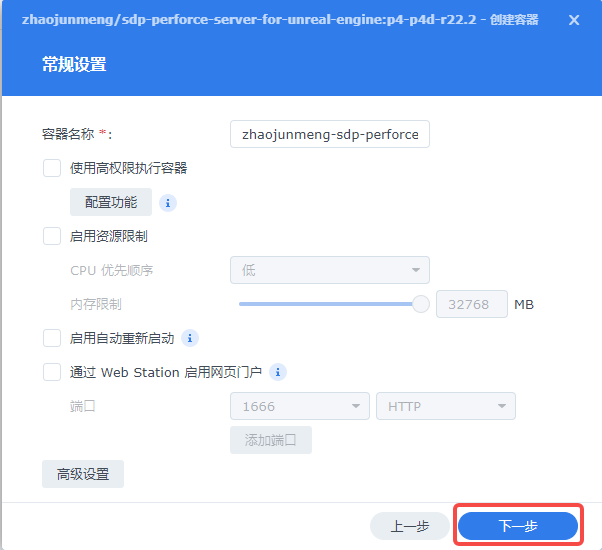 zhaojunmeng/sdp-perforce-server-for-unreal-engine:p4-p4d-r22.2 - 创建容器
常规设置
容器名称 *: zhaojunmeng-sdp-perforce
使用高权限执行容器
配置功能
启用资源限制
CPU 优先顺序 低
内存限制 32768 MB
启用自动重新启动
通过 Web Station 启用网页门户
端口 1666 HTTP
添加端口
高级设置
上一步 下一步